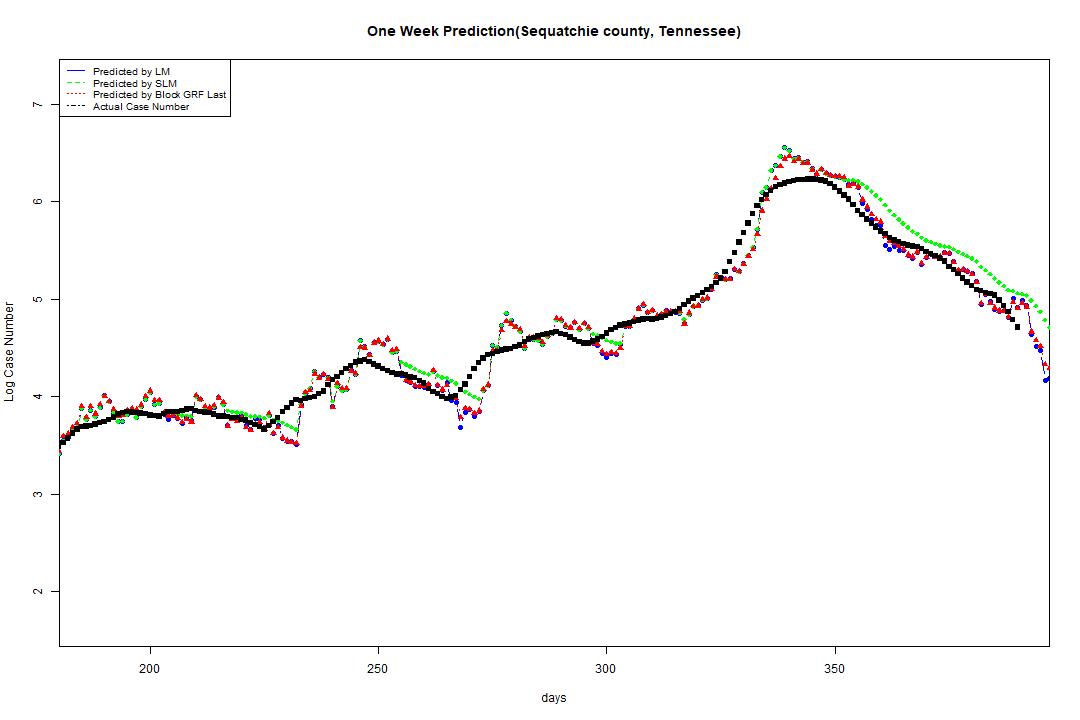 One Week Prediction(Sequatchie county, Tennessee)
Predicted by LM
Predicted by SLM
Predicted by Block GRF Last
Actual Case Number
7
6
5
4
3
2
Log Case Number
200 250 300 350
days